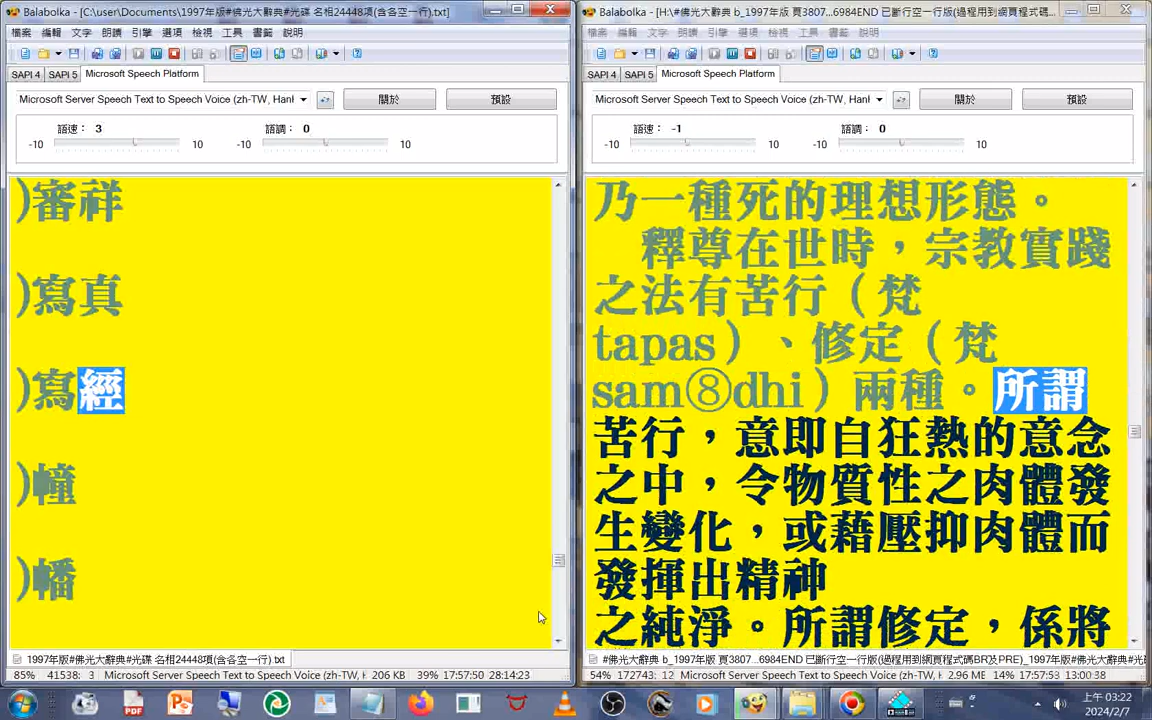 Balabolka - [C:\user\Documents\1997年版#佛光大辭典#光碟 名相24448項(含各空一行).txt]
檔案 編輯 文字 朗讀 引擎 選項 檢視 工具 書籤 說明
SAPI 4 SAPI 5 Microsoft Speech Platform
Microsoft Server Speech Text to Speech Voice (zh-TW, Hanl
關於 預設
語速： 3 語調： 0
-10 10 -10 10
)審祥
)寫真
)寫經
)幢
)幡
1997年版#佛光大辭典#光碟 名相24448項(含各空一行).txt
85% 41538: 3 Microsoft Server Speech Text to Speech Voice (zh-TW, H 206 KB 39% 17:57:50 28:14:23
Balabolka - [H:\#佛光大辭典 b_1997年版 頁3807...6984END 已斷行空一行版(過程用到網頁程式碼...
檔案 編輯 文字 朗讀 引擎 選項 檢視 工具 書籤 說明
SAPI 4 SAPI 5 Microsoft Speech Platform
Microsoft Server Speech Text to Speech Voice (zh-TW, Hanl
關於 預設
語速： -1 語調： 0
-10 10 -10 10
乃一種死的理想形態。
釋尊在世時，宗教實踐
之法有苦行（梵
tapas）、修定（梵
sam⑧dhi）兩種。所謂
苦行，意即自狂熱的意念
之中，令物質性之肉體發
生變化，或藉壓抑肉體而
發揮出精神
之純淨。所謂修定，係將
#佛光大辭典 b_1997年版 頁3807...6984END 已斷行空一行版(過程用到網頁程式碼BR及PRE)_1997年版#佛光大辭典#光
54% 172743: 12 Microsoft Server Speech Text to Speech Voice (zh-TW, H 2.96 ME 14% 17:57:53 13:00:38
PDF
上午 03:22
2024/2/7